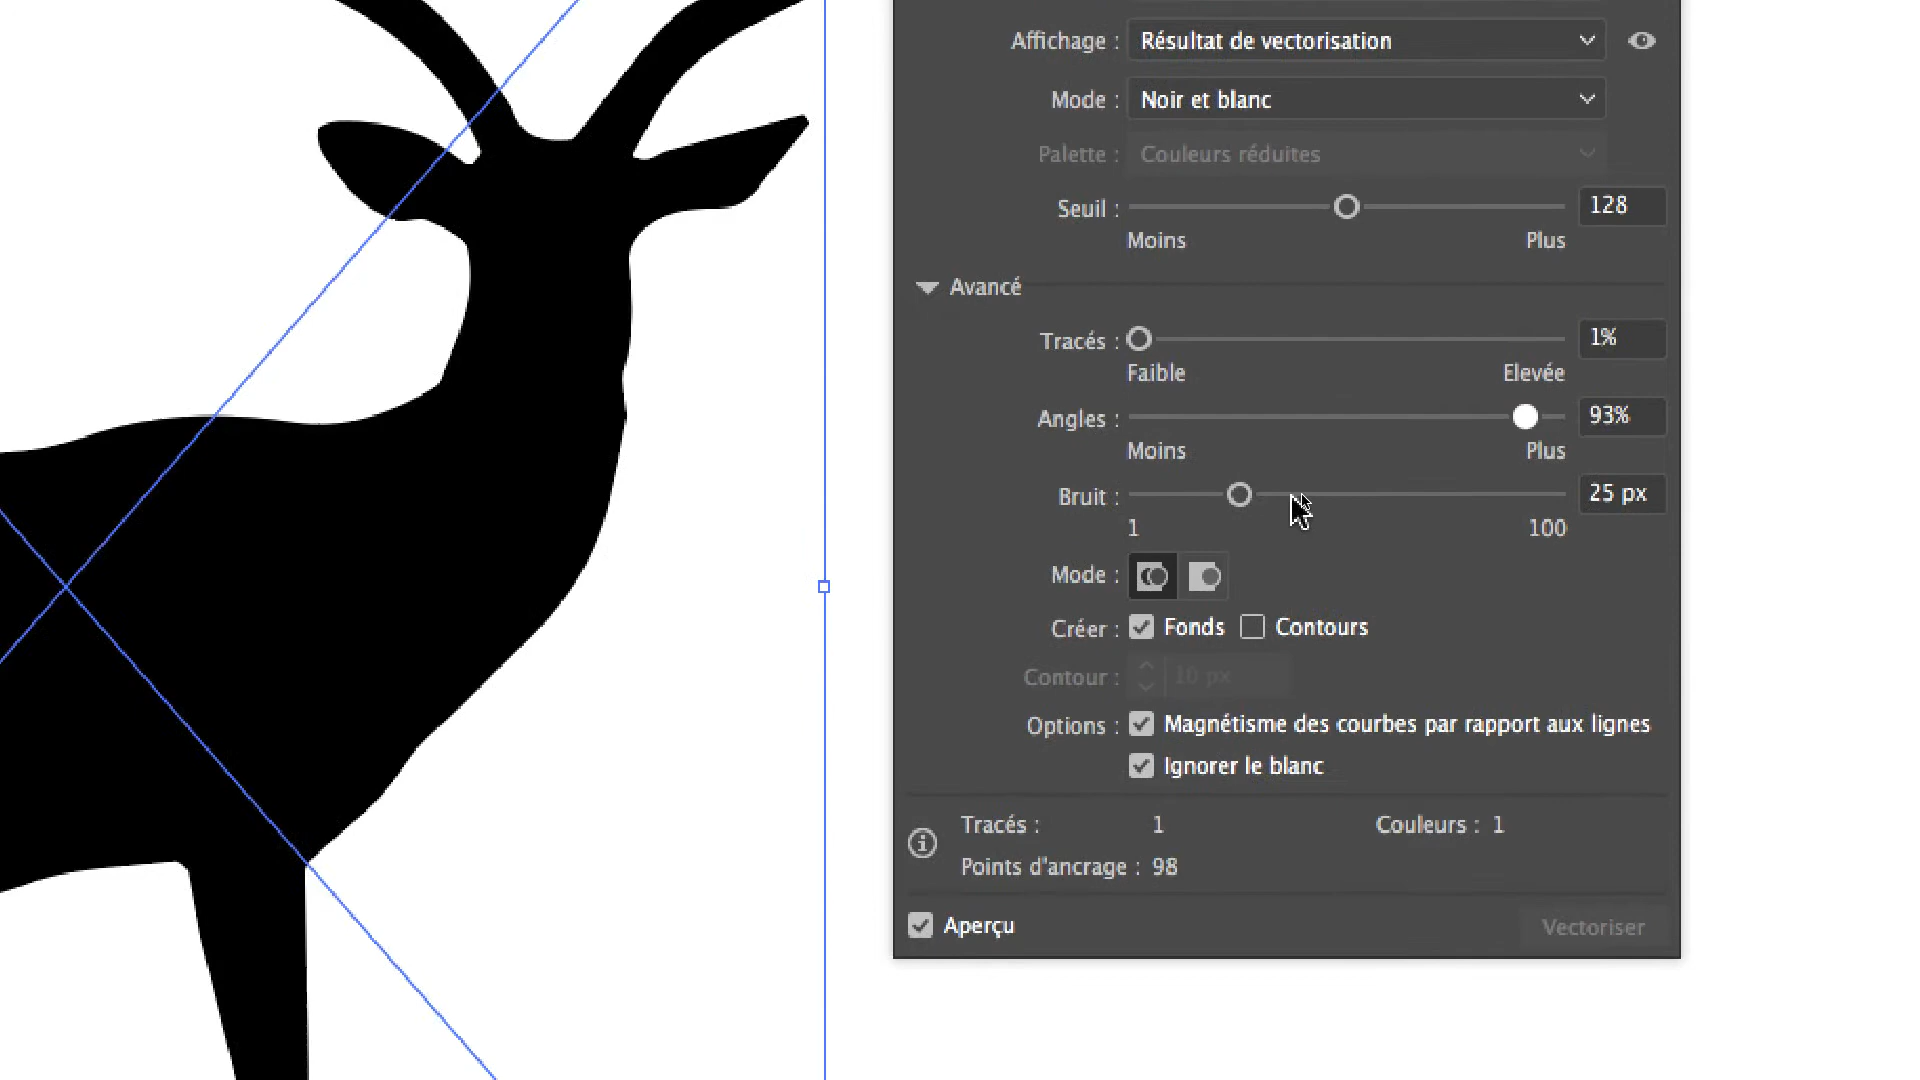 Affichage : Résultat de vectorisation
Mode : Noir et blanc
Palette : Couleurs réduites
Seuil : 128
Moins Plus
Avancé
Tracés : 1%
Faible Elevée
Angles : 93%
Moins Plus
Bruit : 25 px
1 100
Mode :
Créer : Fonds Contours
Contour : 10 px
Options : Magnétisme des courbes par rapport aux lignes
Ignorer le blanc
Tracés : 1 Couleurs : 1
Points d'ancrage : 98
Aperçu Vectoriser